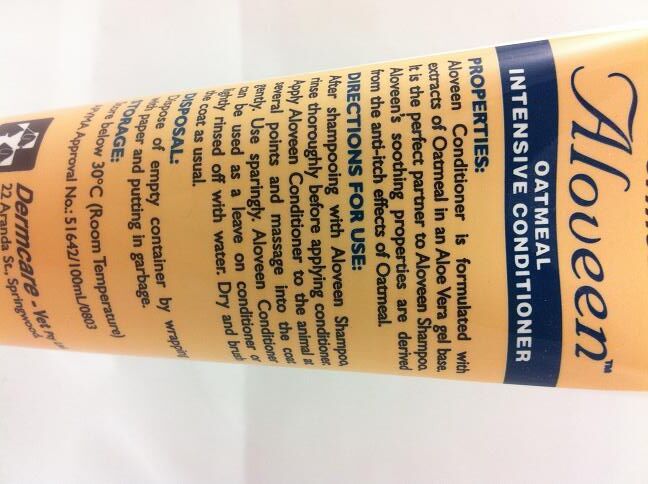 Aloveen™
OATMEAL
INTENSIVE CONDITIONER
PROPERTIES:
Aloveen Conditioner is formulated with
extracts of Oatmeal in an Aloe Vera gel base.
It is the perfect partner to Aloveen Shampoo.
Aloveen's soothing properties are derived
from the anti-itch effects of Oatmeal.
DIRECTIONS FOR USE:
After shampooing with Aloveen Shampoo,
rinse thoroughly before applying conditioner.
Apply Aloveen Conditioner to the animal at
several points and massage into the coat
gently. Use sparingly. Aloveen Conditioner
can be used as a leave on conditioner or
lightly rinsed off with water. Dry and brush
the coat as usual.
DISPOSAL:
Dispose of empty container by wrapping
with paper and putting in garbage.
STORAGE:
Store below 30°C (Room Temperature)
APVMA Approval No.: 51642/100mL/0803
Dermcare - Vet
22 Aranda St., Springwood